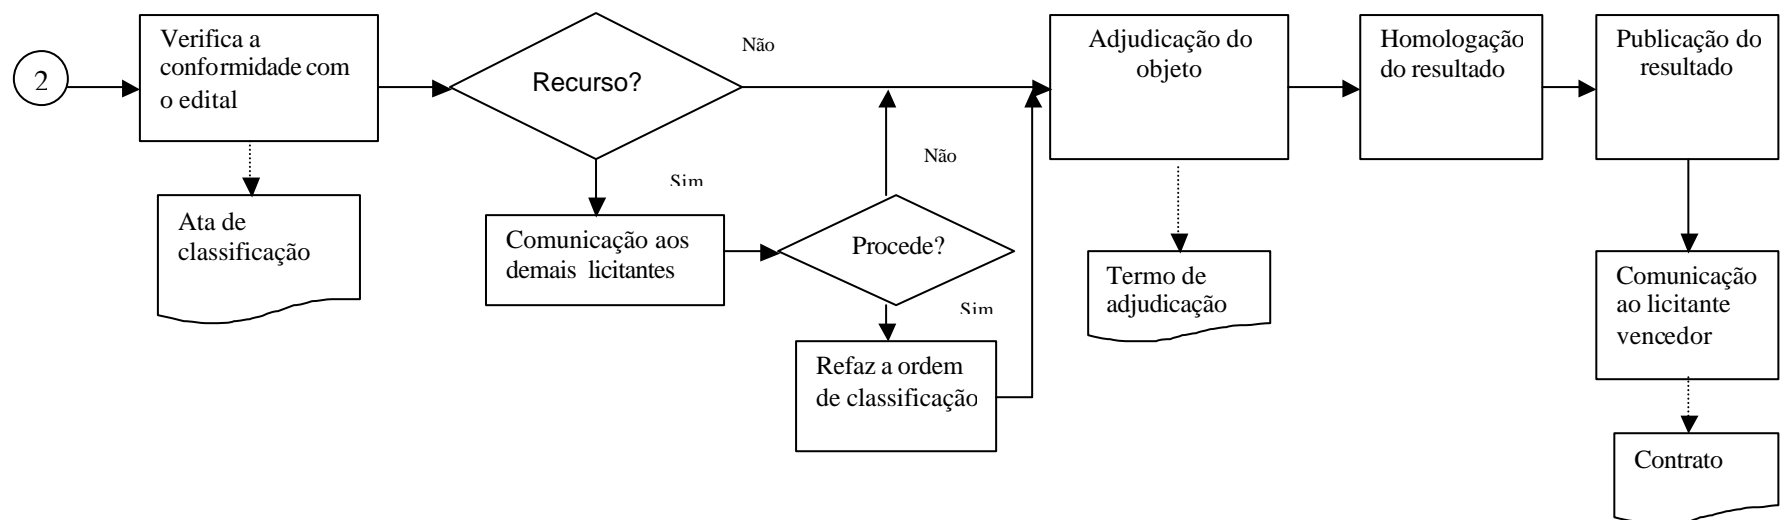 2
Verifica a
conformidade com
o edital
Recurso?
Não
Adjudicação do
objeto
Homologação
do resultado
Publicação do
resultado
Ata de
classificação
Sim
Comunicação aos
demais licitantes
Não
Procede?
Sim
Refaz a ordem
de classificação
Termo de
adjudicação
Comunicação
ao licitante
vencedor
Contrato